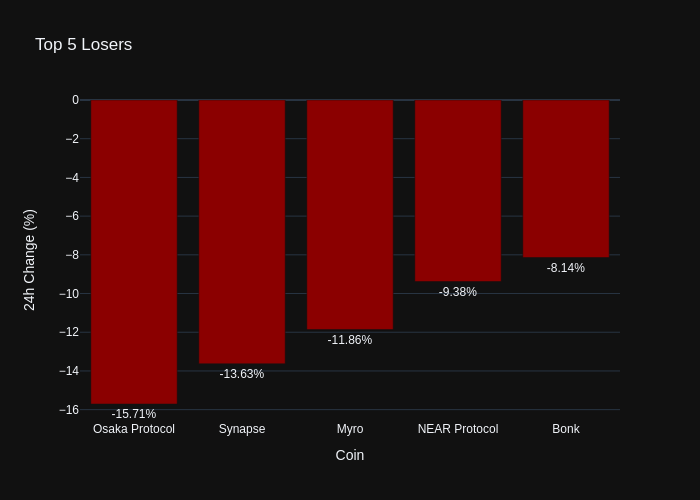 Top 5 Losers
24h Change (%)
0
−2
−4
−6
−8
−10
−12
−14
−16
-15.71%
-13.63%
-11.86%
-9.38%
-8.14%
Osaka Protocol
Synapse
Myro
NEAR Protocol
Bonk
Coin